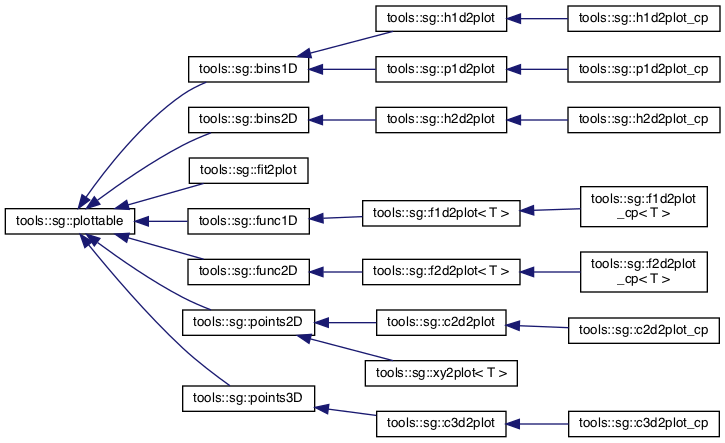 tools::sg::h1d2plot
tools::sg::h1d2plot_cp
tools::sg::bins1D
tools::sg::p1d2plot
tools::sg::p1d2plot_cp
tools::sg::bins2D
tools::sg::h2d2plot
tools::sg::h2d2plot_cp
tools::sg::fit2plot
tools::sg::plottable
tools::sg::func1D
tools::sg::f1d2plot< T >
tools::sg::f1d2plot
_cp< T >
tools::sg::func2D
tools::sg::f2d2plot< T >
tools::sg::f2d2plot
_cp< T >
tools::sg::points2D
tools::sg::c2d2plot
tools::sg::c2d2plot_cp
tools::sg::xy2plot< T >
tools::sg::points3D
tools::sg::c3d2plot
tools::sg::c3d2plot_cp